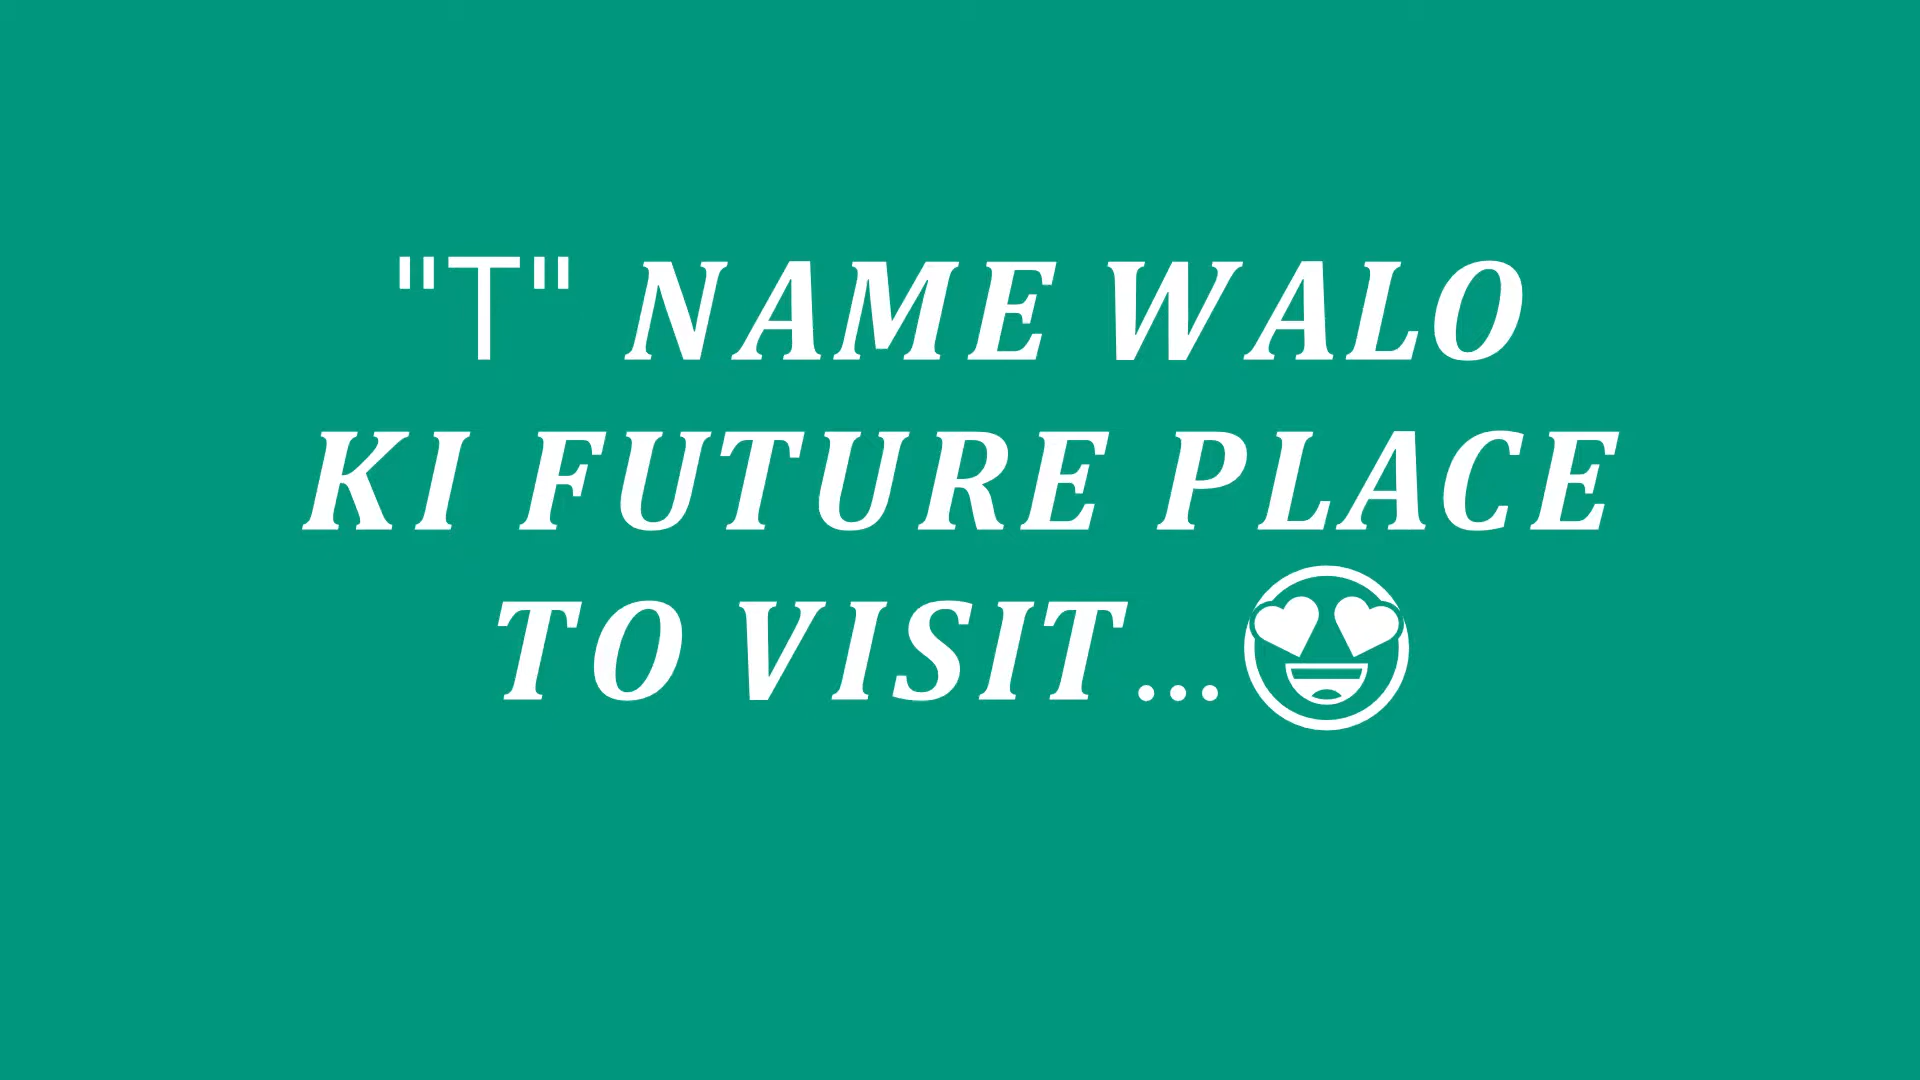 "T" NAME WALO
KI FUTURE PLACE
TO VISIT...😍